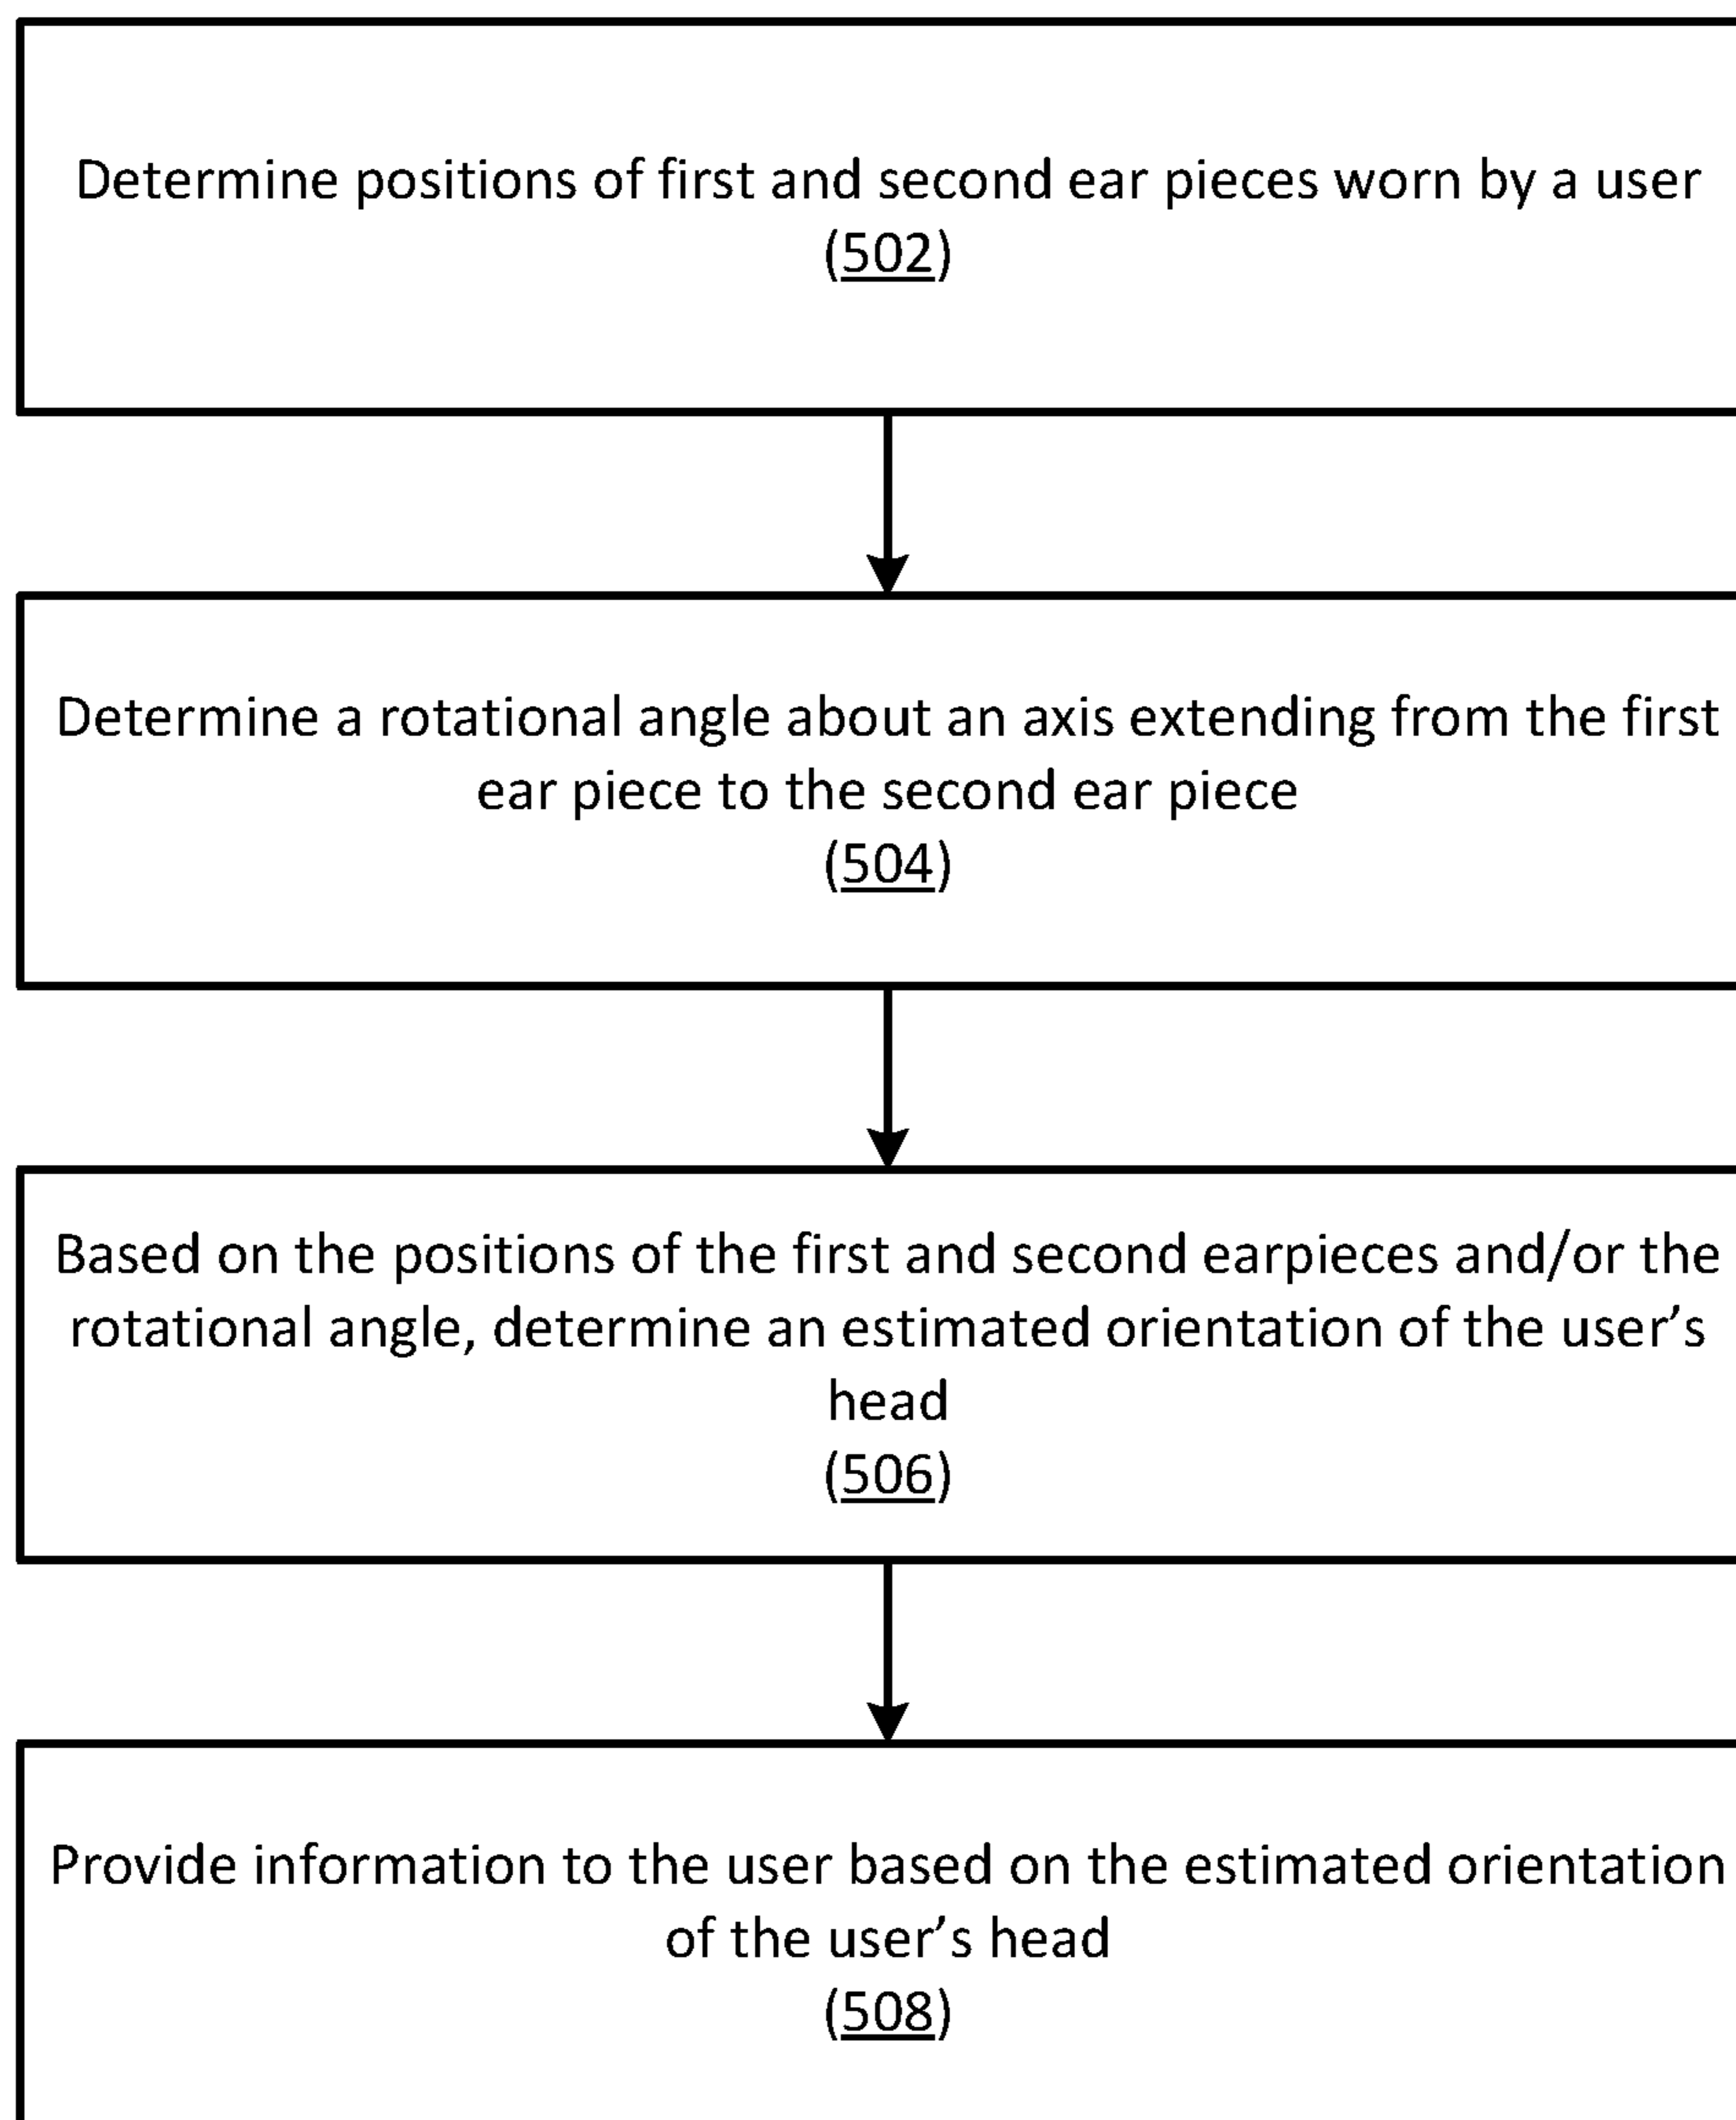 Determine positions of first and second ear pieces worn by a user
(502)
Determine a rotational angle about an axis extending from the first
ear piece to the second ear piece
(504)
Based on the positions of the first and second earpieces and/or the
rotational angle, determine an estimated orientation of the user’s
head
(506)
Provide information to the user based on the estimated orientation
of the user’s head
(508)